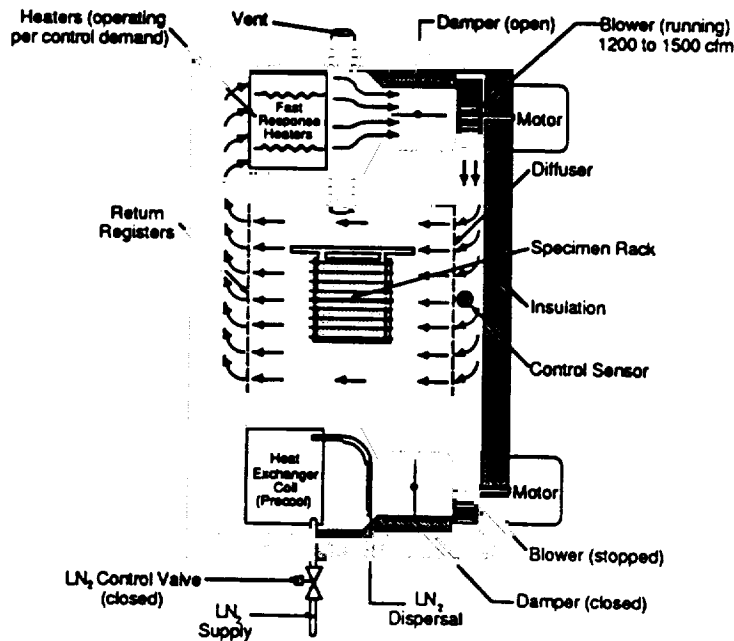 Heaters (operating
per control demand)
Vent
Damper (open)
Blower (running)
1200 to 1500 cfm
Fast
Response
Heaters
Motor
Diffuser
Return
Registers
Specimen Rack
Insulation
Control Sensor
Heat
Exchanger
Coil
(Precool)
Motor
Blower (stopped)
LN₂ Control Valve
(closed)
LN₂
Supply
LN₂
Dispersal
Damper (closed)